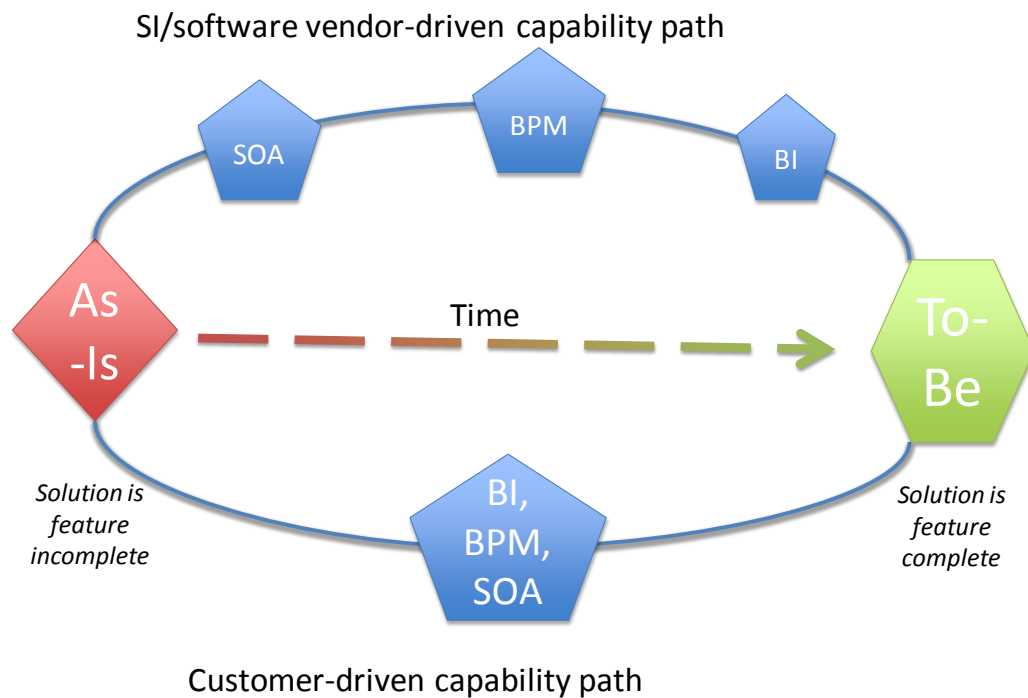 SI/software vendor-driven capability path
SOA
BPM
BI
As
-Is
Time
To-
Be
Solution is
feature
incomplete
BI,
BPM,
SOA
Solution is
feature
complete
Customer-driven capability path